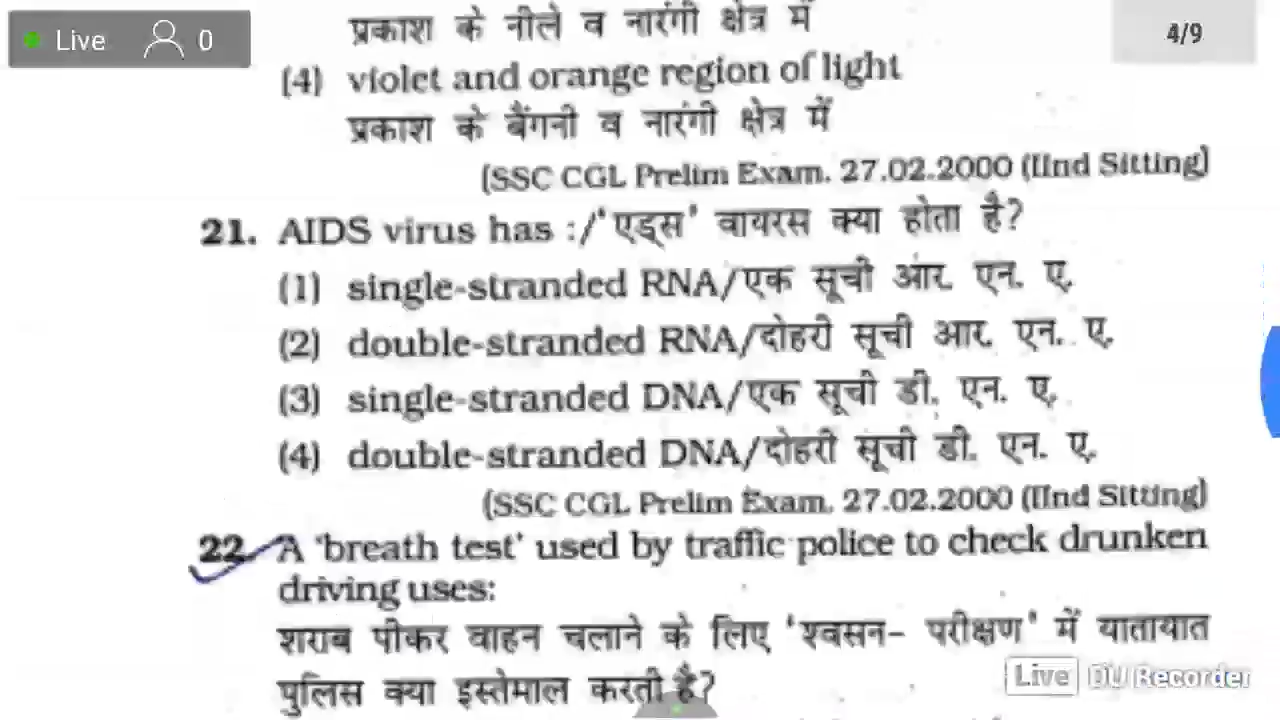 Live 0
4/9
प्रकाश के नीले व नारंगी क्षेत्र में
(4) violet and orange region of light
प्रकाश के बैंगनी व नारंगी क्षेत्र में
(SSC CGL Prelim Exam. 27.02.2000 (IInd Sitting)
21. AIDS virus has :/'एड्स' वायरस क्या होता है?
(1) single-stranded RNA/एक सूची आर. एन. ए.
(2) double-stranded RNA/दोहरी सूची आर. एन. ए.
(3) single-stranded DNA/एक सूची डी. एन. ए.
(4) double-stranded DNA/दोहरी सूची डी. एन. ए.
(SSC CGL Prelim Exam. 27.02.2000 (IInd Sitting)
22. A 'breath test' used by traffic police to check drunken
driving uses:
शराब पीकर वाहन चलाने के लिए 'श्वसन- परीक्षण' में यातायात
पुलिस क्या इस्तेमाल करती है?
Live DU Recorder